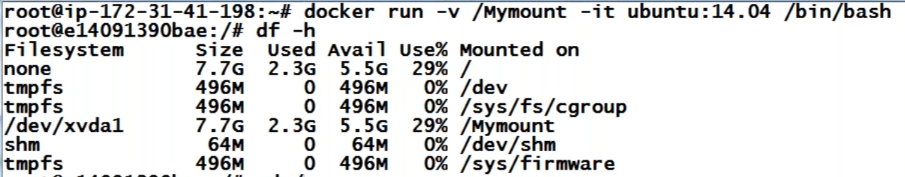 root@ip-172-31-41-198:~# docker run -v /Mymount -it ubuntu:14.04 /bin/bash
root@e14091390bae:/# df -h
Filesystem      Size  Used Avail Use% Mounted on
none            7.7G  2.3G  5.5G  29% /
tmpfs           496M     0  496M   0% /dev
tmpfs           496M     0  496M   0% /sys/fs/cgroup
/dev/xvda1      7.7G  2.3G  5.5G  29% /Mymount
shm              64M     0   64M   0% /dev/shm
tmpfs           496M     0  496M   0% /sys/firmware